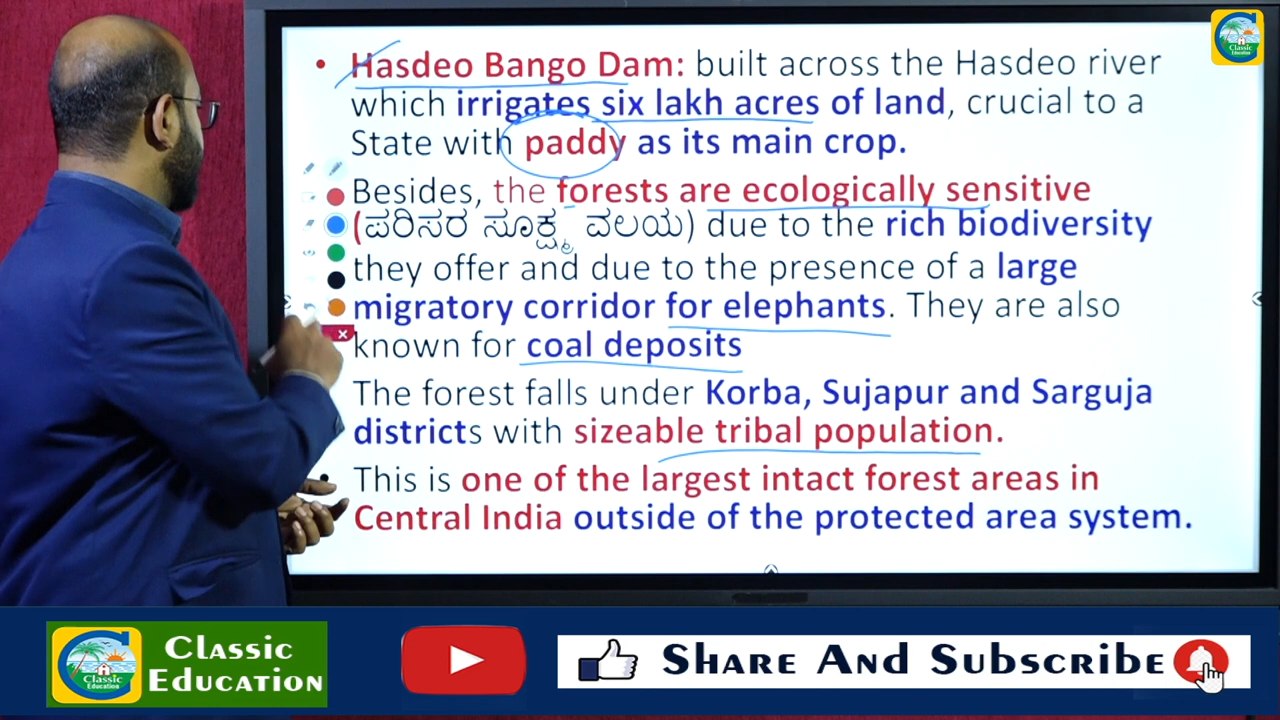 • Hasdeo Bango Dam: built across the Hasdeo river
which irrigates six lakh acres of land, crucial to a
State with paddy as its main crop.
Besides, the forests are ecologically sensitive
(ಪರಿಸರ ಸೂಕ್ಷ್ಮ ವಲಯ) due to the rich biodiversity
they offer and due to the presence of a large
migratory corridor for elephants. They are also
known for coal deposits
The forest falls under Korba, Sujapur and Sarguja
districts with sizeable tribal population.
• This is one of the largest intact forest areas in
Central India outside of the protected area system.
Classic
Education
Classic
Education
Classic
Education
Share And Subscribe